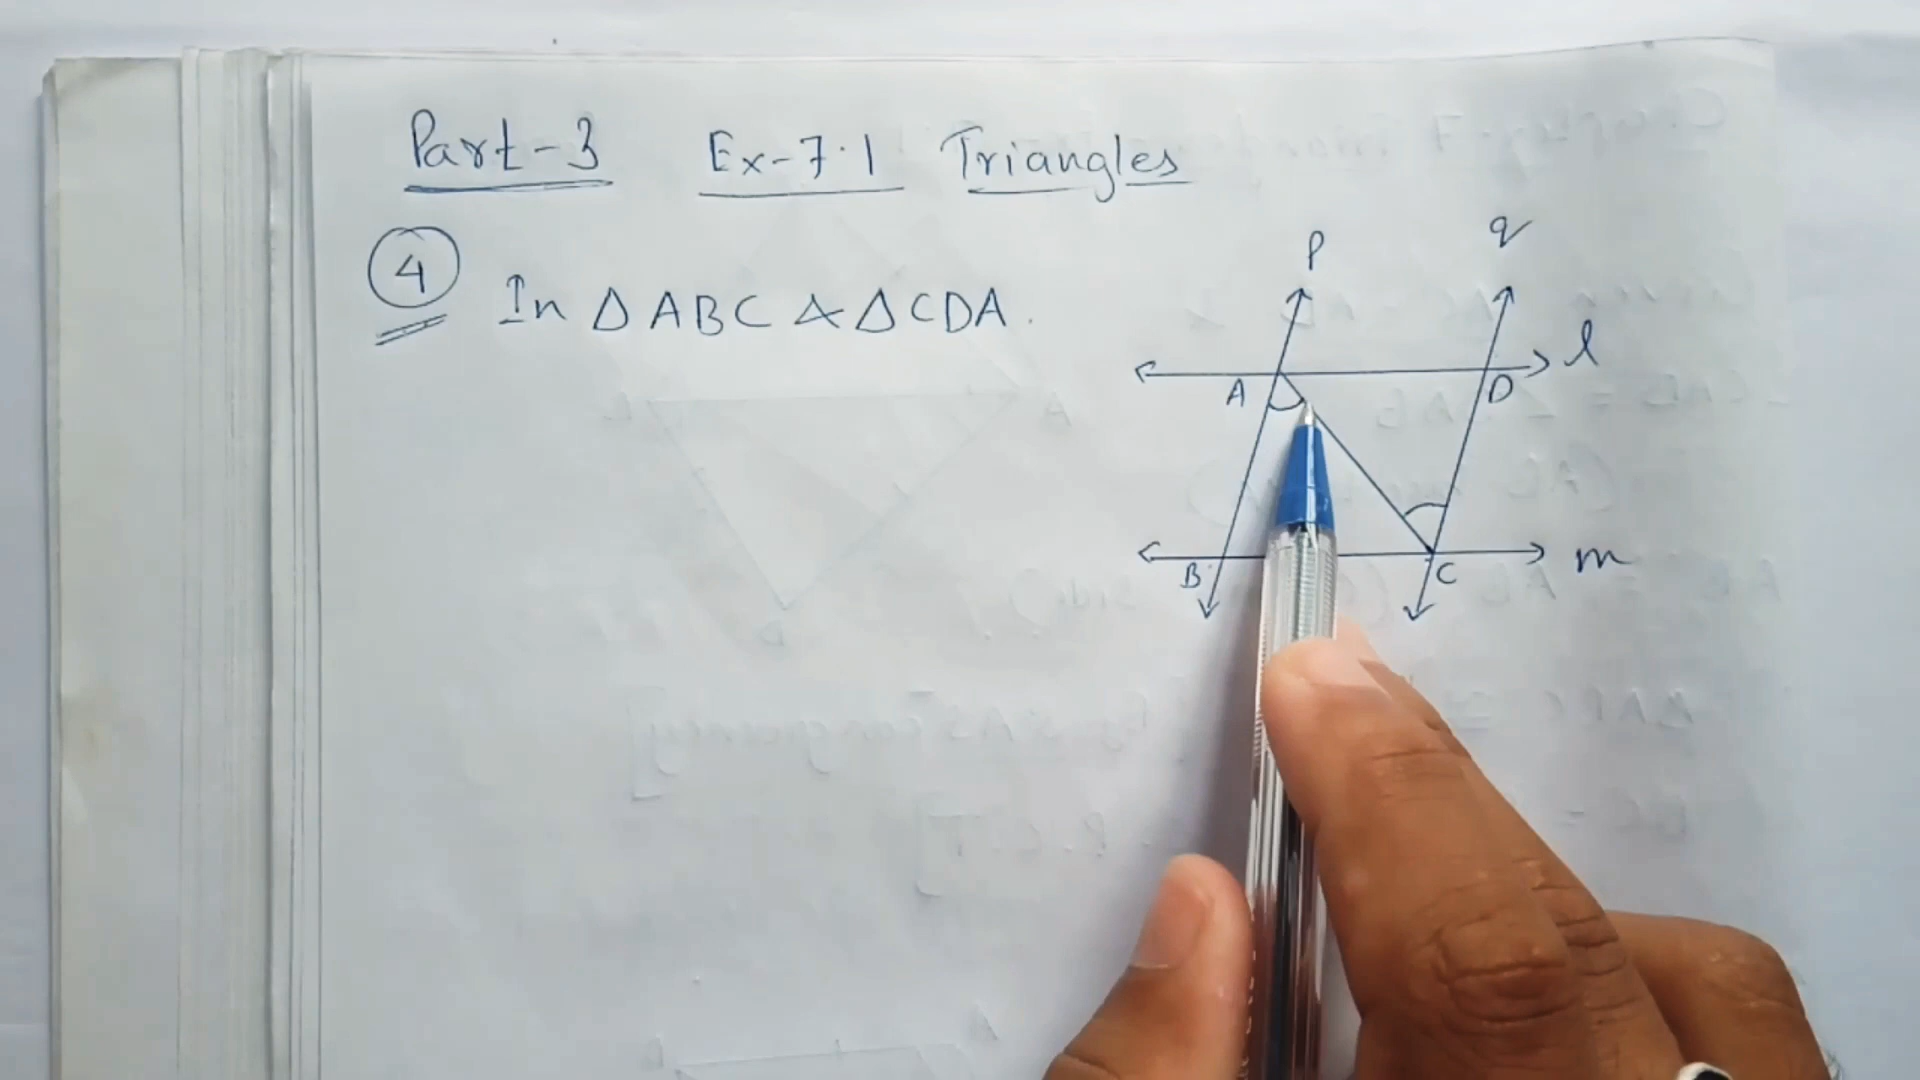 Part-3 Ex-7.1 Triangles
4 In △ABC & △CDA.
p q
l
A D
B C m